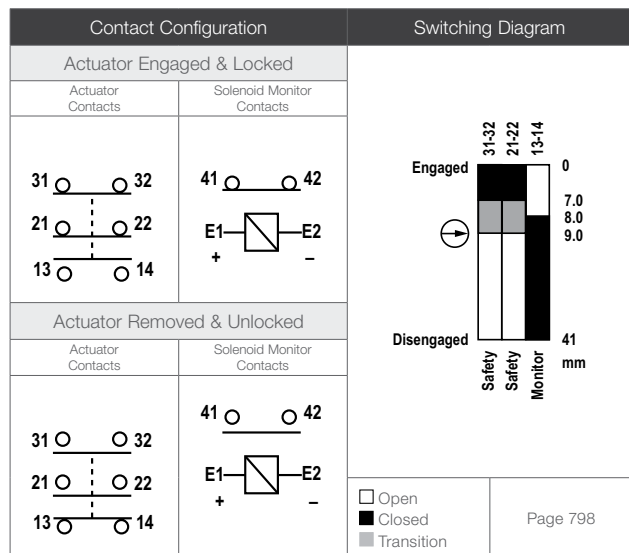 Contact Configuration
Switching Diagram
Actuator Engaged & Locked
Actuator
Contacts
Solenoid Monitor
Contacts
31 32
21 22
13 14
41 42
E1 E2
+ –
Actuator Removed & Unlocked
Actuator
Contacts
Solenoid Monitor
Contacts
31 32
21 22
13 14
41 42
E1 E2
+ –
31-32
21-22
13-14
Engaged
0
7.0
8.0
9.0
Disengaged
41
mm
Safety
Safety
Monitor
Open
Closed
Transition
Page 798